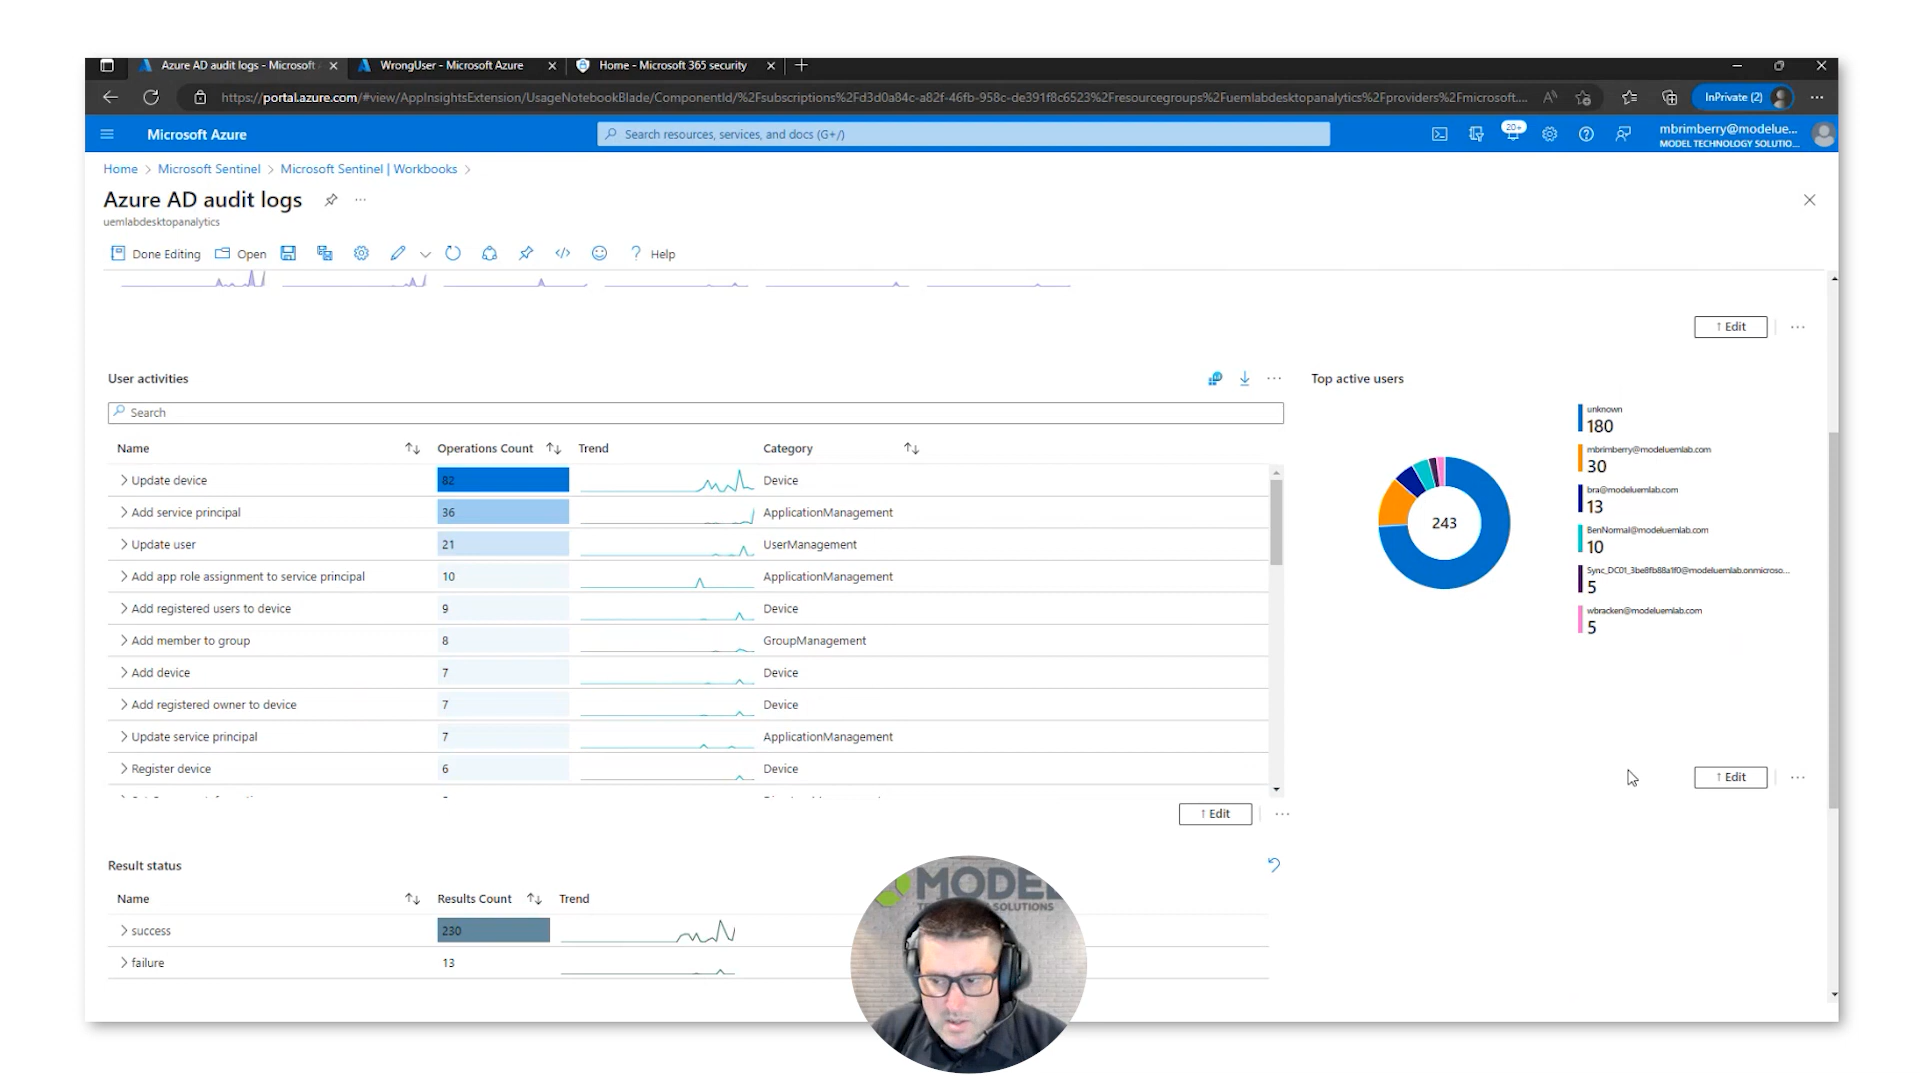 Azure AD audit logs - Microsoft
WrongUser - Microsoft Azure
Home - Microsoft 365 security
https://portal.azure.com/#view/AppInsightsExtension/UsageNotebookBlade/ComponentId/%2Fsubscriptions%2Fd3d0a84c-a82f-46fb-958c-de391f8c6523%2Fresourcegroups%2Fuemlabdesktopanalytics%2Fproviders%2Fmicrosoft....
InPrivate (2)
Microsoft Azure
Search resources, services, and docs (G+/)
20+
mbrimberry@modelue...
MODEL TECHNOLOGY SOLUTIO...
Home > Microsoft Sentinel > Microsoft Sentinel | Workbooks >
Azure AD audit logs
uemlabdesktopanalytics
Done Editing
Open
Help
↑ Edit
User activities
Search
Name Operations Count Trend Category
Update device 82 Device
Add service principal 36 ApplicationManagement
Update user 21 UserManagement
Add app role assignment to service principal 10 ApplicationManagement
Add registered users to device 9 Device
Add member to group 8 GroupManagement
Add device 7 Device
Add registered owner to device 7 Device
Update service principal 7 ApplicationManagement
Register device 6 Device
↑ Edit
Top active users
243
unknown
180
mbrimberry@modeluemlab.com
30
bra@modeluemlab.com
13
BenNormal@modeluemlab.com
10
Sync_DC01_3be8fb88a1f0@modeluemlab.onmicroso...
5
wbracken@modeluemlab.com
5
↑ Edit
Result status
Name Results Count Trend
success 230
failure 13
MODEL
SOLUTIONS